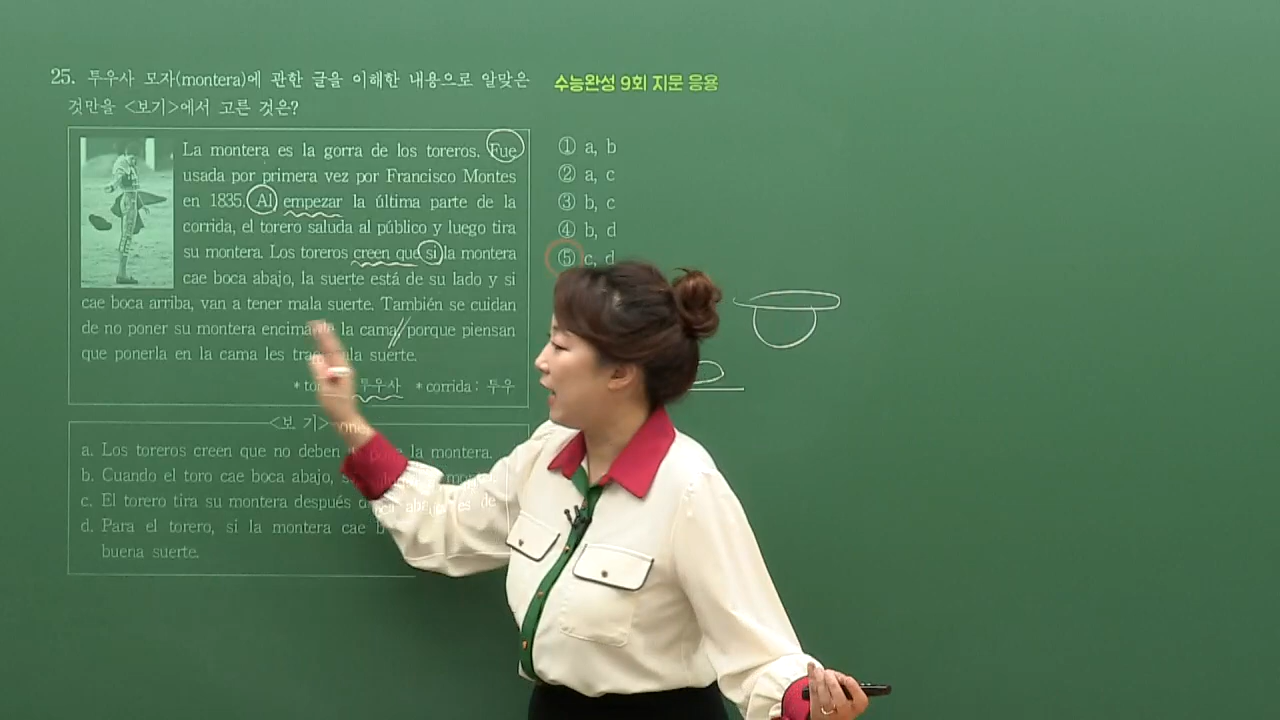 25. 투우사 모자(montera)에 관한 글을 이해한 내용으로 알맞은
것만을 <보기>에서 고른 것은?
수능완성 9회 지문 응용
La montera es la gorra de los toreros. Fue
usada por primera vez por Francisco Montes
en 1835. Al empezar la última parte de la
corrida, el torero saluda al público y luego tira
su montera. Los toreros creen que si la montera
cae boca abajo, la suerte está de su lado y si
cae boca arriba, van a tener mala suerte. También se cuidan
de no poner su montera encima de la cama, porque piensan
que ponerla en la cama les suerte.
투우사 * corrida : 투우
① a, b
② a, c
③ b, c
④ b, d
⑤ c, d
<보 기>
a. Los toreros creen que no deben la montera.
b. Cuando el toro cae boca abajo,
c. El torero tira su montera después de
d. Para el torero, si la montera cae boca abajo, es de
buena suerte.